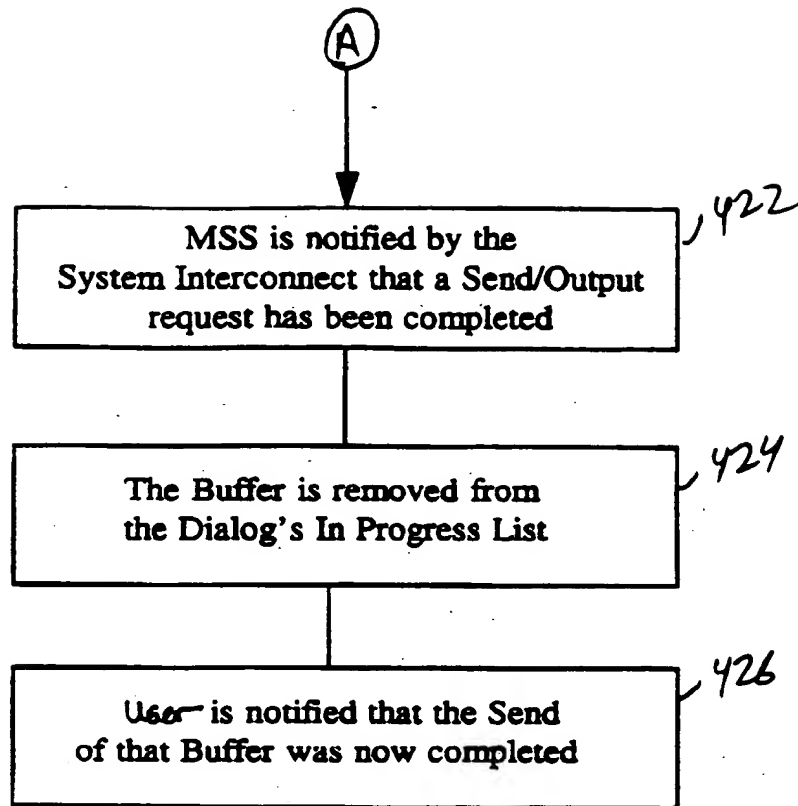 A
422
MSS is notified by the
System Interconnect that a Send/Output
request has been completed
424
The Buffer is removed from
the Dialog's In Progress List
426
User is notified that the Send
of that Buffer was now completed